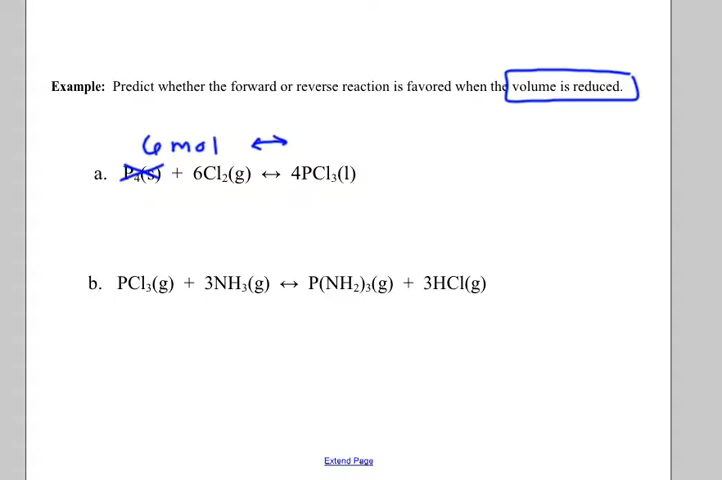 Example: Predict whether the forward or reverse reaction is favored when the volume is reduced.
6 mol ↔
a. P₄(s) + 6Cl₂(g) ↔ 4PCl₃(l)
b. PCl₃(g) + 3NH₃(g) ↔ P(NH₂)₃(g) + 3HCl(g)
Extend Page